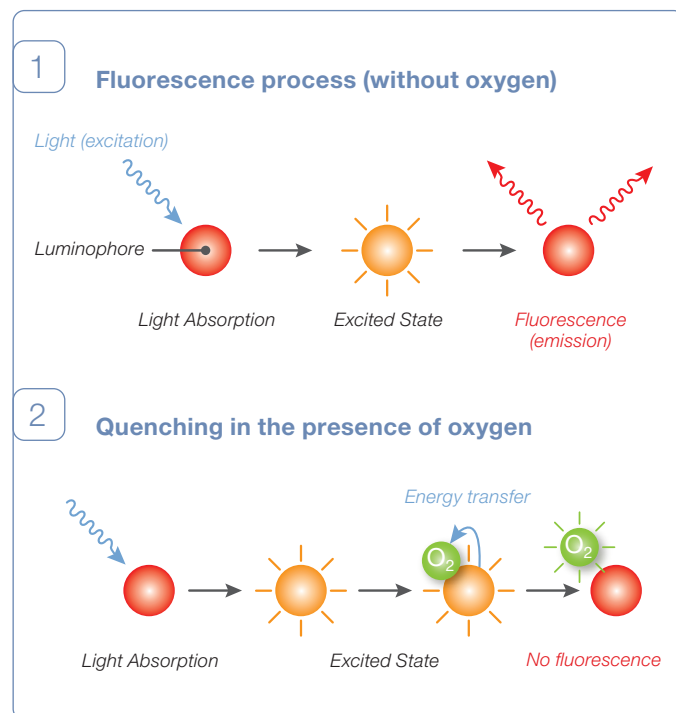 1
Fluorescence process (without oxygen)
Light (excitation)
Luminophore
Light Absorption
Excited State
Fluorescence
(emission)
2
Quenching in the presence of oxygen
Energy transfer
O₂
O₂
Light Absorption
Excited State
No fluorescence